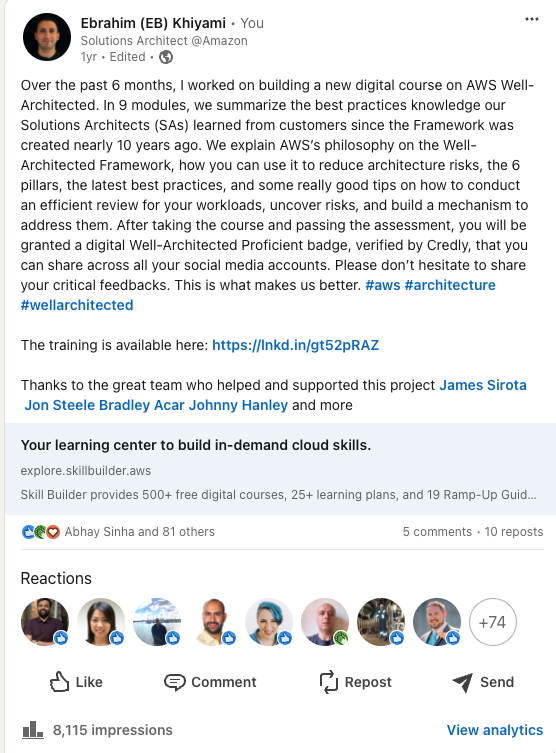 Ebrahim (EB) Khiyami • You
Solutions Architect @Amazon
1yr • Edited •
Over the past 6 months, I worked on building a new digital course on AWS Well-
Architected. In 9 modules, we summarize the best practices knowledge our
Solutions Architects (SAs) learned from customers since the Framework was
created nearly 10 years ago. We explain AWS's philosophy on the Well-
Architected Framework, how you can use it to reduce architecture risks, the 6
pillars, the latest best practices, and some really good tips on how to conduct
an efficient review for your workloads, uncover risks, and build a mechanism to
address them. After taking the course and passing the assessment, you will be
granted a digital Well-Architected Proficient badge, verified by Credly, that you
can share across all your social media accounts. Please don't hesitate to share
your critical feedbacks. This is what makes us better. #aws #architecture
#wellarchitected
The training is available here: https://lnkd.in/gt52pRAZ
Thanks to the great team who helped and supported this project James Sirota
Jon Steele Bradley Acar Johnny Hanley and more
Your learning center to build in-demand cloud skills.
explore.skillbuilder.aws
Skill Builder provides 500+ free digital courses, 25+ learning plans, and 19 Ramp-Up Guid...
Abhay Sinha and 81 others 5 comments • 10 reposts
Reactions
+74
Like Comment Repost Send
8,115 impressions View analytics